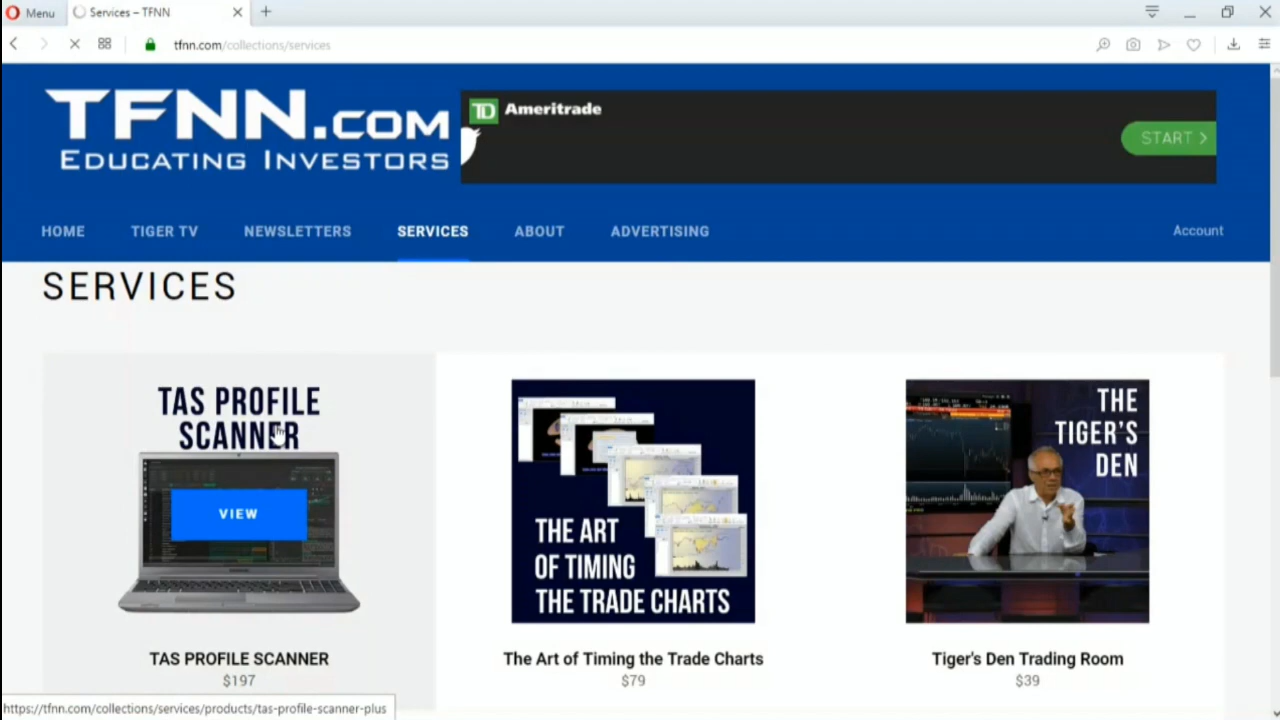 Menu
Services – TFNN
tfnn.com/collections/services
TFNN.COM
EDUCATING INVESTORS
TD Ameritrade
START >
HOME
TIGER TV
NEWSLETTERS
SERVICES
ABOUT
ADVERTISING
Account
SERVICES
TAS PROFILE
SCANNER
VIEW
TAS PROFILE SCANNER
$197
THE ART
OF TIMING
THE TRADE CHARTS
The Art of Timing the Trade Charts
$79
THE
TIGER'S
DEN
Tiger's Den Trading Room
$39
https://tfnn.com/collections/services/products/tas-profile-scanner-plus